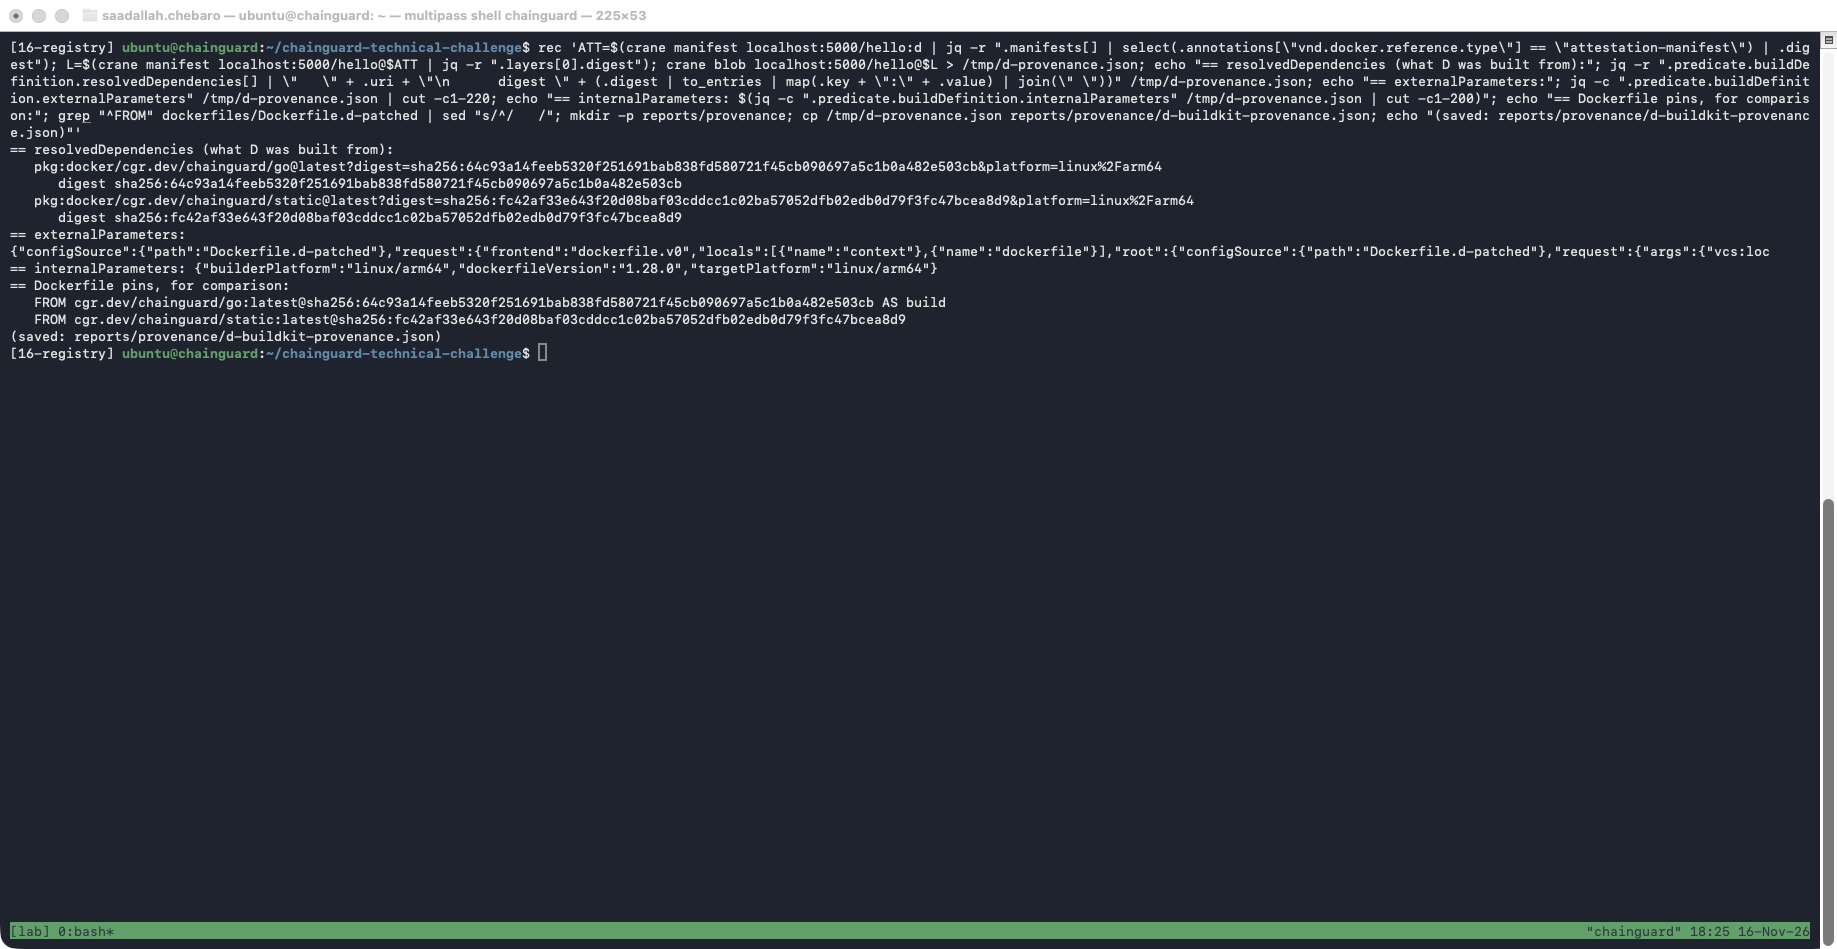 saadallah.chebaro — ubuntu@chainguard: ~ — multipass shell chainguard — 225×53
[16-registry] ubuntu@chainguard:~/chainguard-technical-challenge$ rec 'ATT=$(crane manifest localhost:5000/hello:d | jq -r ".manifests[] | select(.annotations[\"vnd.docker.reference.type\"] == \"attestation-manifest\") | .dig
est"); L=$(crane manifest localhost:5000/hello@$ATT | jq -r ".layers[0].digest"); crane blob localhost:5000/hello@$L > /tmp/d-provenance.json; echo "== resolvedDependencies (what D was built from):"; jq -r ".predicate.buildDe
finition.resolvedDependencies[] | \"   \" + .uri + \"\n      digest \" + (.digest | to_entries | map(.key + \":\" + .value) | join(\" \"))" /tmp/d-provenance.json; echo "== externalParameters:"; jq -c ".predicate.buildDefinit
ion.externalParameters" /tmp/d-provenance.json | cut -c1-220; echo "== internalParameters: $(jq -c ".predicate.buildDefinition.internalParameters" /tmp/d-provenance.json | cut -c1-200)"; echo "== Dockerfile pins, for comparis
on:"; grep "^FROM" dockerfiles/Dockerfile.d-patched | sed "s/^/   /"; mkdir -p reports/provenance; cp /tmp/d-provenance.json reports/provenance/d-buildkit-provenance.json; echo "(saved: reports/provenance/d-buildkit-provenanc
e.json)"'
== resolvedDependencies (what D was built from):
   pkg:docker/cgr.dev/chainguard/go@latest?digest=sha256:64c93a14feeb5320f251691bab838fd580721f45cb090697a5c1b0a482e503cb&platform=linux%2Farm64
      digest sha256:64c93a14feeb5320f251691bab838fd580721f45cb090697a5c1b0a482e503cb
   pkg:docker/cgr.dev/chainguard/static@latest?digest=sha256:fc42af33e643f20d08baf03cddcc1c02ba57052dfb02edb0d79f3fc47bcea8d9&platform=linux%2Farm64
      digest sha256:fc42af33e643f20d08baf03cddcc1c02ba57052dfb02edb0d79f3fc47bcea8d9
== externalParameters:
{"configSource":{"path":"Dockerfile.d-patched"},"request":{"frontend":"dockerfile.v0","locals":[{"name":"context"},{"name":"dockerfile"}],"root":{"configSource":{"path":"Dockerfile.d-patched"},"request":{"args":{"vcs:loc
== internalParameters: {"builderPlatform":"linux/arm64","dockerfileVersion":"1.28.0","targetPlatform":"linux/arm64"}
== Dockerfile pins, for comparison:
   FROM cgr.dev/chainguard/go:latest@sha256:64c93a14feeb5320f251691bab838fd580721f45cb090697a5c1b0a482e503cb AS build
   FROM cgr.dev/chainguard/static:latest@sha256:fc42af33e643f20d08baf03cddcc1c02ba57052dfb02edb0d79f3fc47bcea8d9
(saved: reports/provenance/d-buildkit-provenance.json)
[16-registry] ubuntu@chainguard:~/chainguard-technical-challenge$
[lab] 0:bash* "chainguard" 18:25 16-Nov-26